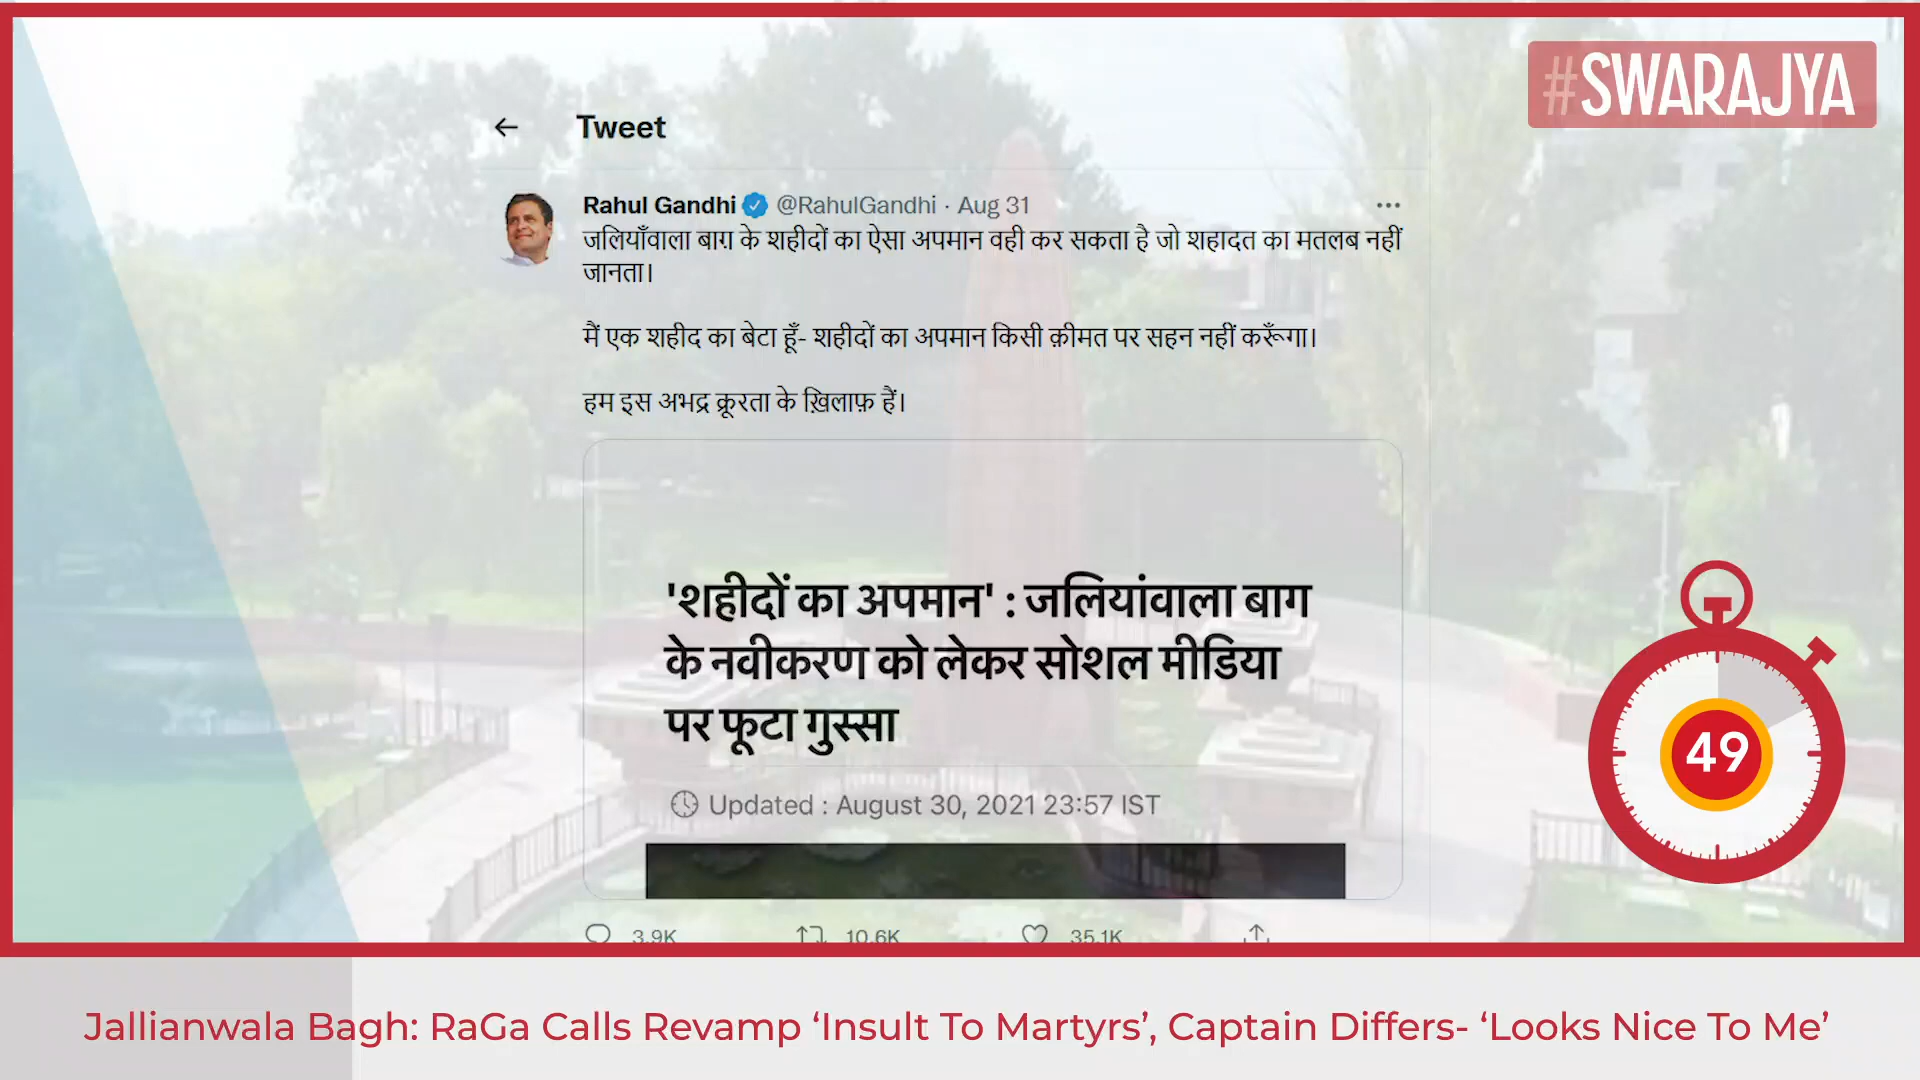 #SWARAJYA
Tweet
Rahul Gandhi @RahulGandhi · Aug 31
जलियाँवाला बाग़ के शहीदों का ऐसा अपमान वही कर सकता है जो शहादत का मतलब नहीं
जानता।
मैं एक शहीद का बेटा हूँ- शहीदों का अपमान किसी क़ीमत पर सहन नहीं करूँगा।
हम इस अभद्र क्रूरता के ख़िलाफ़ हैं।
'शहीदों का अपमान' : जलियांवाला बाग
के नवीकरण को लेकर सोशल मीडिया
पर फूटा गुस्सा
Updated : August 30, 2021 23:57 IST
3.9K 10.6K 35.1K
49
Jallianwala Bagh: RaGa Calls Revamp ‘Insult To Martyrs’, Captain Differs- ‘Looks Nice To Me’